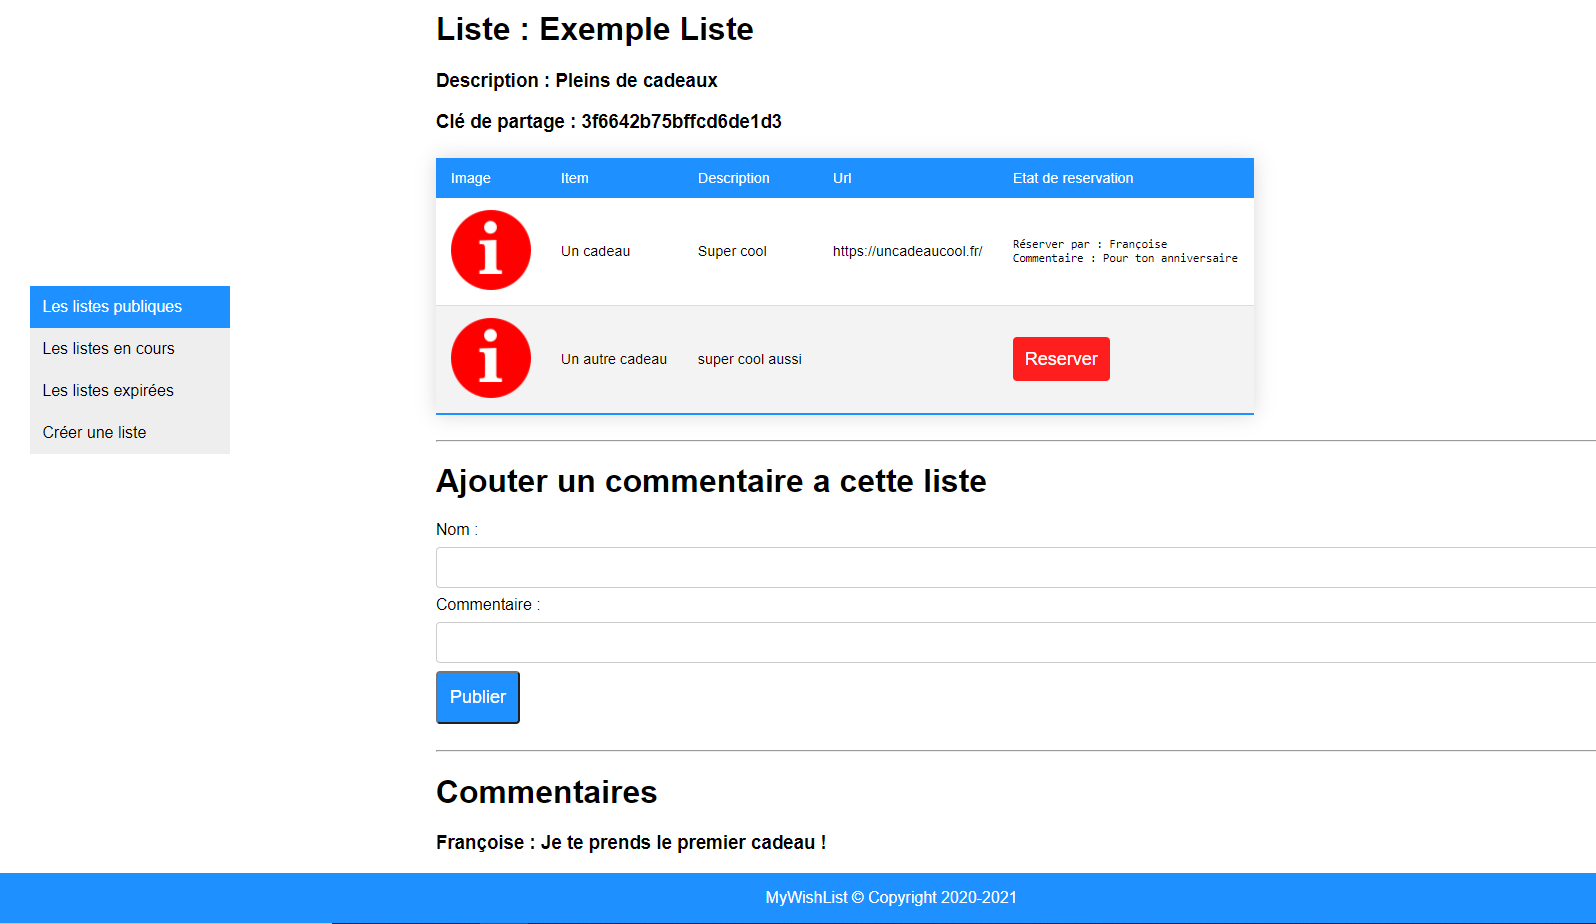 Liste : Exemple Liste
Description : Pleins de cadeaux
Clé de partage : 3f6642b75bffcd6de1d3
Image Item Description Url Etat de reservation
Un cadeau Super cool https://uncadeaucool.fr/ Réserver par : Françoise
Commentaire : Pour ton anniversaire
Un autre cadeau super cool aussi Reserver
Les listes publiques
Les listes en cours
Les listes expirées
Créer une liste
Ajouter un commentaire a cette liste
Nom :
Commentaire :
Publier
Commentaires
Françoise : Je te prends le premier cadeau !
MyWishList © Copyright 2020-2021